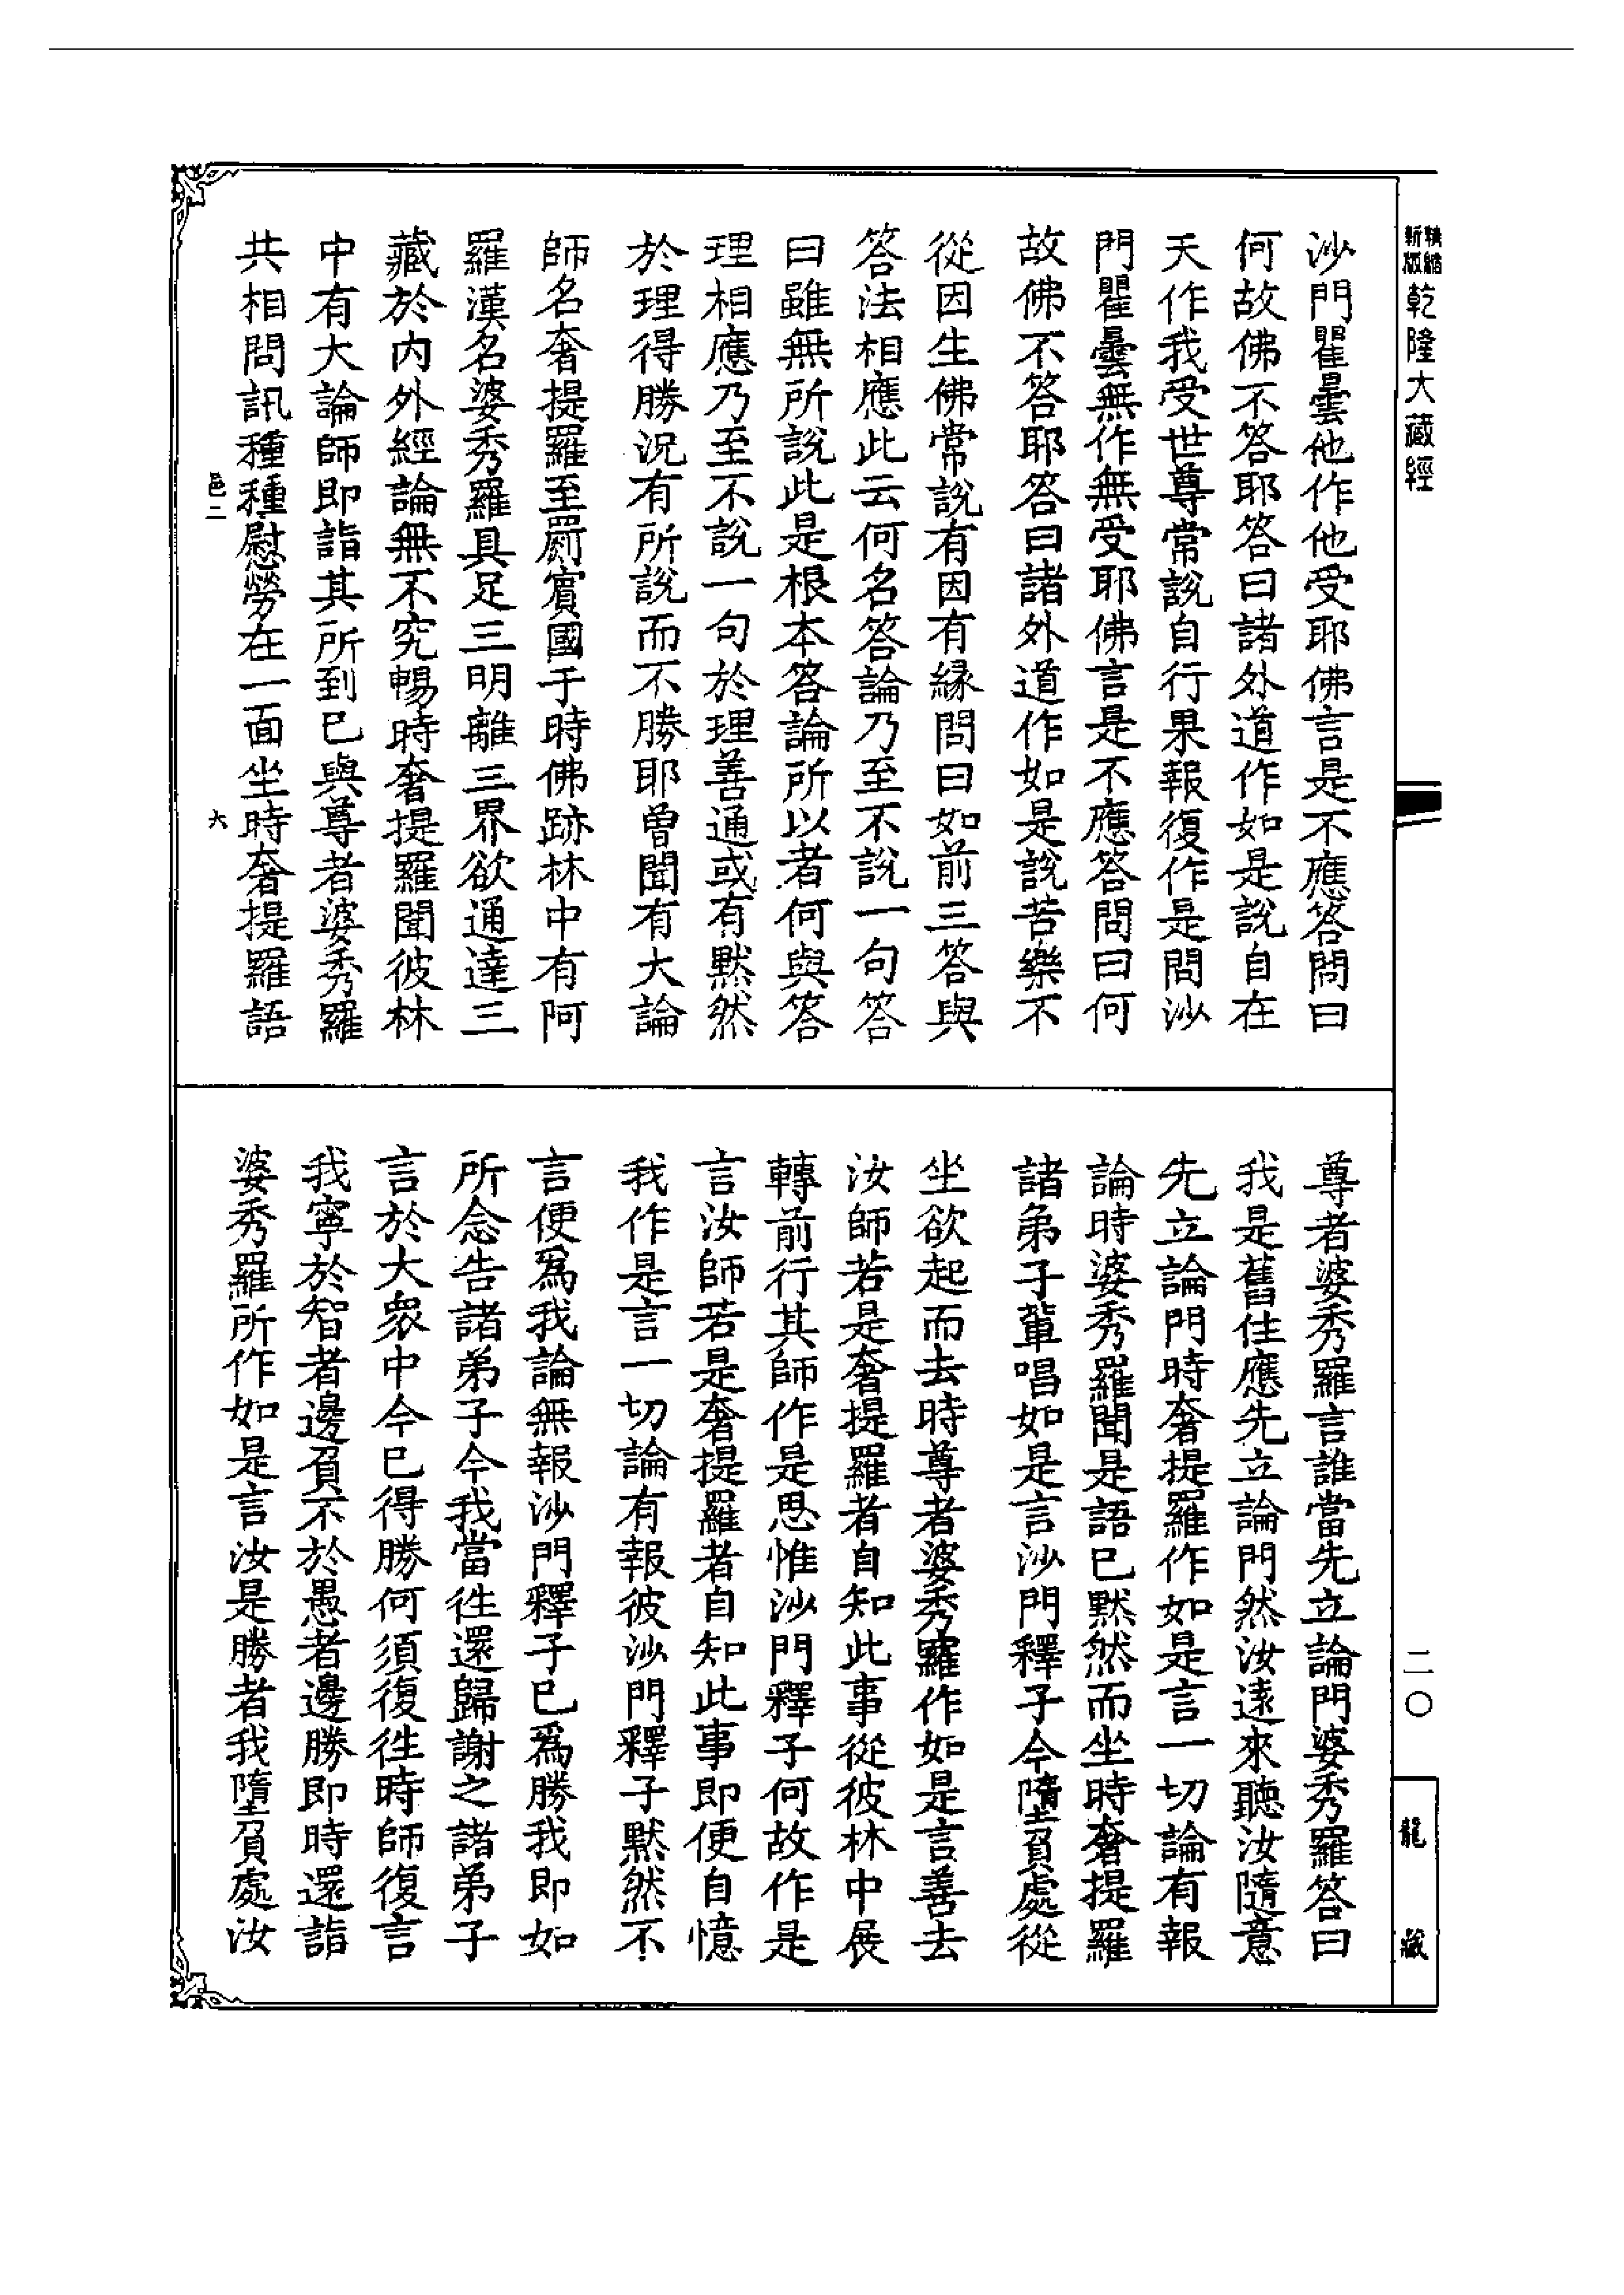 精縮新版乾隆大藏經
二〇
龍藏
沙門瞿曇他作他受耶佛言是不應答問曰
何故佛不答耶答曰諸外道作如是說自在
天作我受世尊常說自行果報復作是問沙
門瞿曇無作無受耶佛言是不應答問曰何
故佛不答耶答曰諸外道作如是說苦樂不
從因生佛常說有因有緣問曰如前三答與
答法相應此云何名答論乃至不說一句答
曰雖無所說此是根本答論所以者何與答
理相應乃至不說一句於理善通或有黙然
於理得勝況有所說而不勝耶曾聞有大論
師名奢提羅至罽賓國于時佛跡林中有阿
羅漢名婆秀羅具足三明離三界欲通達三
藏於内外經論無不究暢時奢提羅聞彼林
中有大論師即詣其所到已與尊者婆秀羅
共相問訊種種慰勞在一面坐時奢提羅語
邑二
六
尊者婆秀羅言誰當先立論門婆秀羅答曰
我是舊住應先立論門然汝遠來聽汝隨意
先立論門時奢提羅作如是言一切論有報
論時婆秀羅聞是語已黙然而坐時奢提羅
諸弟子輩唱如是言沙門釋子今墮負處從
坐欲起而去時尊者婆秀羅作如是言善去
汝師若是奢提羅者自知此事從彼林中展
轉前行其師作是思惟沙門釋子何故作是
言汝師若是奢提羅者自知此事即便自憶
我作是言一切論有報彼沙門釋子黙然不
言便爲我論無報沙門釋子已爲勝我即如
所念告諸弟子今我當徃還歸謝之諸弟子
言於大衆中今已得勝何須復徃時師復言
我寧於智者邊負不於愚者邊勝即時還詣
婆秀羅所作如是言汝是勝者我墮負處汝